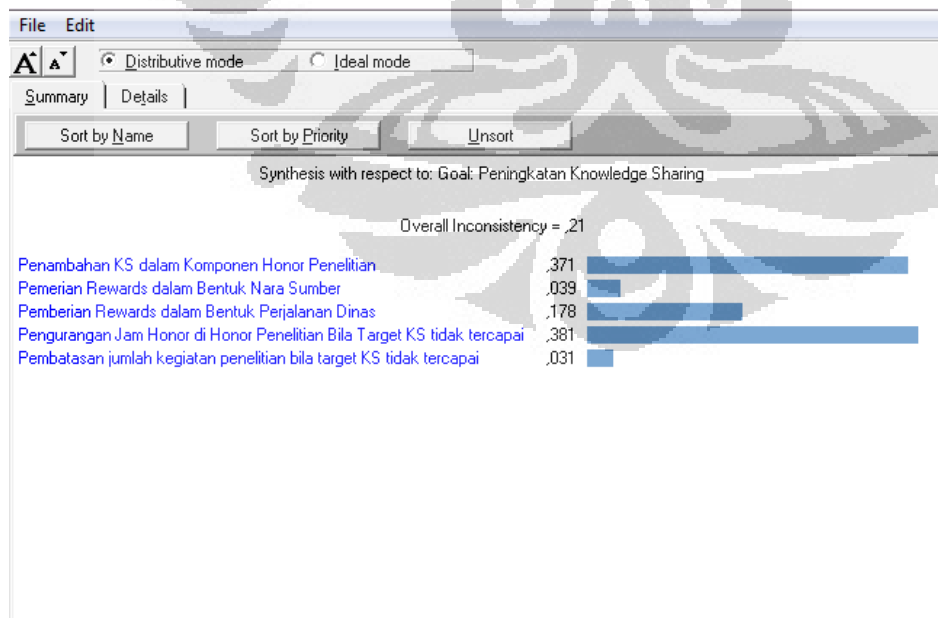 File Edit
A A Distributive mode Ideal mode
Summary Details
Sort by Name Sort by Priority Unsort
Synthesis with respect to: Goal: Peningkatan Knowledge Sharing
Overall Inconsistency = ,21
Penambahan KS dalam Komponen Honor Penelitian ,371
Pemerian Rewards dalam Bentuk Nara Sumber ,039
Pemberian Rewards dalam Bentuk Perjalanan Dinas ,178
Pengurangan Jam Honor di Honor Penelitian Bila Target KS tidak tercapai ,381
Pembatasan jumlah kegiatan penelitian bila target KS tidak tercapai ,031